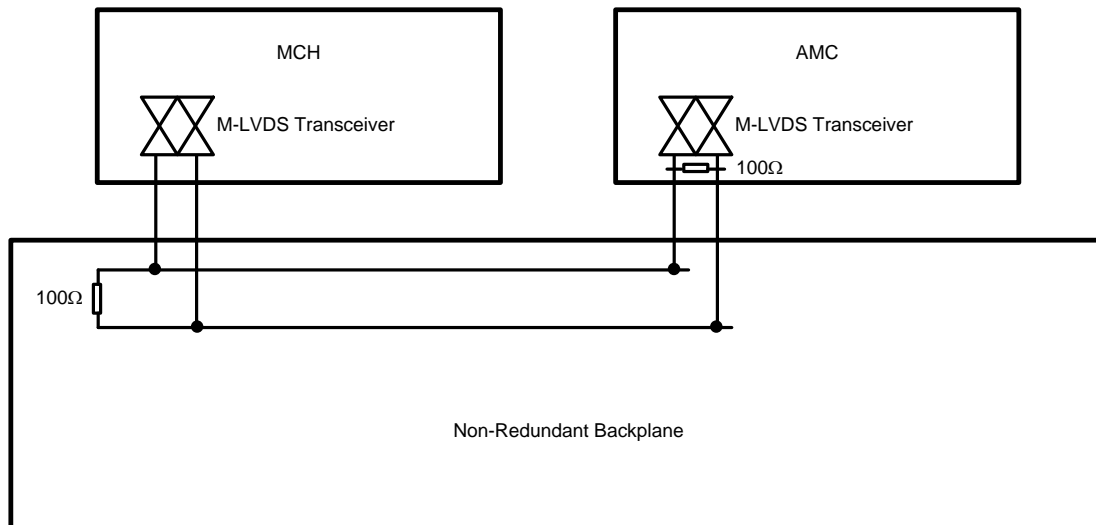 MCH
AMC
M-LVDS Transceiver
M-LVDS Transceiver
100Ω
100Ω
Non-Redundant Backplane